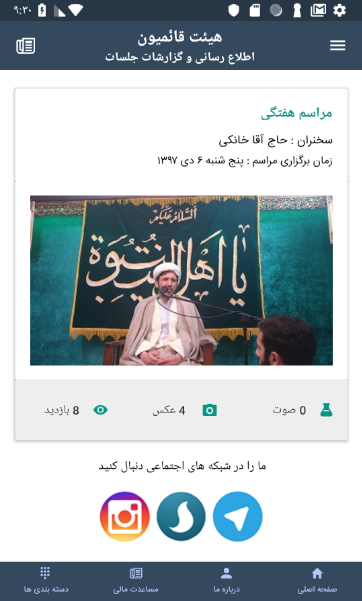 ۹:۳۰
هیئت قائمیون
اطلاع رسانی و گزارشات جلسات
مراسم هفتگی
سخنران : حاج آقا خانکی
زمان برگزاری مراسم : پنج شنبه ۶ دی ۱۳۹۷
السلام علیکم
یا اهل بیت النبوة
0 صوت
4 عکس
8 بازدید
ما را در شبکه های اجتماعی دنبال کنید
صفحه اصلی
درباره ما
مساعدت مالی
دسته بندی ها